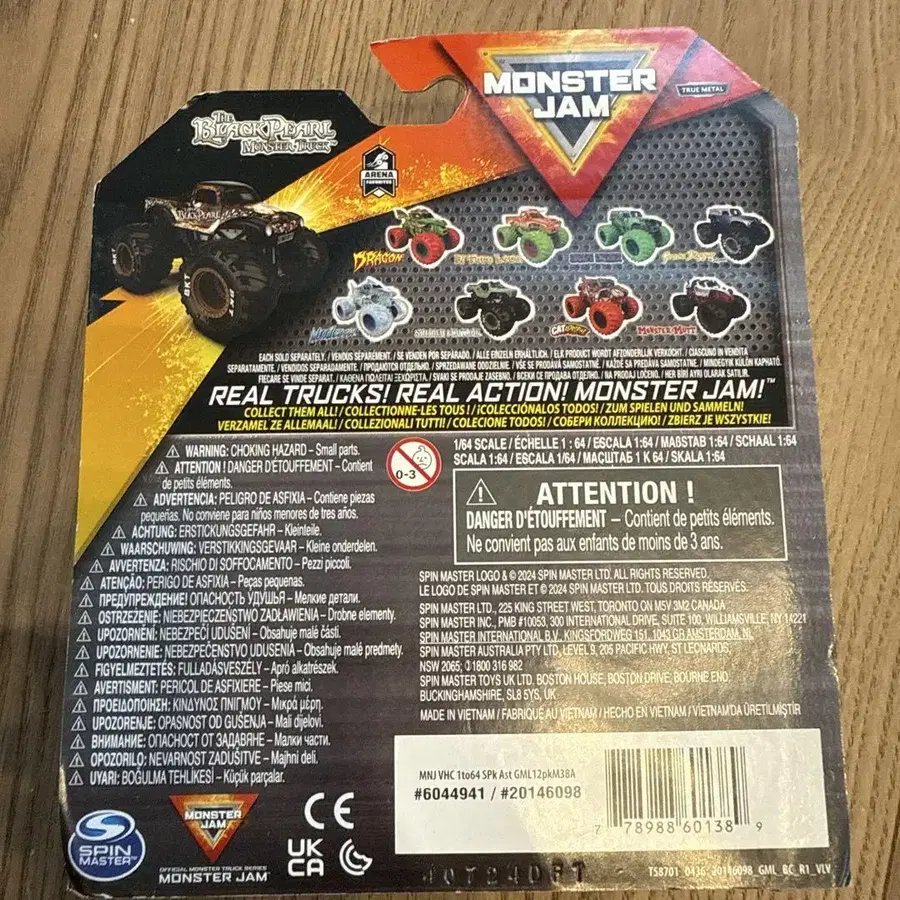 MONSTER
JAM
TRUE METAL
THE
BLACK PEARL
MONSTER TRUCK™
ARENA
FAVORITES
BLACK PEARL
BKT
BKT
DRAGON
EL TORO LOCO
CATURDAY
MONSTER MUTT
EACH SOLD SEPARATELY. / VENDUS SÉPARÉMENT. / SE VENDEN POR SEPARADO. / ALLE EINZELN ERHÄLTLICH. / ELK PRODUCT WORDT AFZONDERLIJK VERKOCHT. / CIASCUNO IN VENDITA
SEPARATAMENTE. / VENDIDOS SEPARADAMENTE. / ПРОДАЮТСЯ ОТДЕЛЬНО. / SPRZEDAWANE ODDZIELNIE. / VŠE SE PRODÁVÁ SAMOSTATNĚ. / KAŽDÉ SA PREDÁVA SAMOSTATNE. / MINDEGYIK KÜLÖN KAPHATÓ.
FIECARE SE VINDE SEPARAT. / ΚΑΘΕΝΑ ΠΩΛΕΙΤΑΙ ΞΕΧΩΡΙΣΤΑ. / SVAKI SE PRODAJE ZASEBNO. / ВСЕКИ СЕ ПРОДАВА ОТДЕЛНО. / NA PRODAJ LOČENO. / HER BİRİ AYRI OLARAK SATILIR.
REAL TRUCKS! REAL ACTION! MONSTER JAM!™
COLLECT THEM ALL! / COLLECTIONNE-LES TOUS ! / ¡COLECCIÓNALOS TODOS! / ZUM SPIELEN UND SAMMELN!
VERZAMEL ZE ALLEMAAL! / COLLEZIONALI TUTTI! / COLECIONE TODOS! / СОБЕРИ КОЛЛЕКЦИЮ! / ZBIERZ JE WSZYSTKIE!
⚠ WARNING: CHOKING HAZARD – Small parts.
⚠ ATTENTION ! DANGER D'ÉTOUFFEMENT – Contient
de petits éléments.
⚠ ADVERTENCIA: PELIGRO DE ASFIXIA – Contiene piezas
pequeñas. No conviene para niños menores de tres años.
⚠ ACHTUNG: ERSTICKUNGSGEFAHR – Kleinteile.
⚠ WAARSCHUWING: VERSTIKKINGSGEVAAR – Kleine onderdelen.
⚠ AVVERTENZA: RISCHIO DI SOFFOCAMENTO – Pezzi piccoli.
⚠ ATENÇÃO: PERIGO DE ASFIXIA – Peças pequenas.
⚠ ПРЕДУПРЕЖДЕНИЕ! ОПАСНОСТЬ УДУШЬЯ – Мелкие детали.
⚠ OSTRZEŻENIE: NIEBEZPIECZEŃSTWO ZADŁAWIENIA – Drobne elementy.
⚠ UPOZORNĚNÍ: NEBEZPEČÍ UDUŠENÍ – Obsahuje malé části.
⚠ UPOZORNENIE: NEBEZPEČENSTVO UDUSENIA – Obsahuje malé predmety.
⚠ FIGYELMEZTETÉS: FULLADÁSVESZÉLY – Apró alkatrészek.
⚠ AVERTISMENT: PERICOL DE ASFIXIERE – Piese mici.
⚠ ΠΡΟΕΙΔΟΠΟΙΗΣΗ: ΚΙΝΔΥΝΟΣ ΠΝΙΓΜΟΥ – Μικρά μέρη.
⚠ UPOZORENJE: OPASNOST OD GUŠENJA – Mali dijelovi.
⚠ ВНИМАНИЕ: ОПАСНОСТ ОТ ЗАДАВЯНЕ – Малки части.
⚠ OPOZORILO: NEVARNOST ZADUŠITVE – Majhni deli.
⚠ UYARI: BOĞULMA TEHLİKESİ – Küçük parçalar.
0-3
1/64 SCALE / ÉCHELLE 1 : 64 / ESCALA 1:64 / MAßSTAB 1:64 / SCHAAL 1:64
SCALA 1:64 / ESCALA 1/64 / МАСШТАБ 1 К 64 / SKALA 1:64
⚠ ATTENTION !
DANGER D'ÉTOUFFEMENT – Contient de petits éléments.
Ne convient pas aux enfants de moins de 3 ans.
SPIN MASTER LOGO & © 2024 SPIN MASTER LTD. ALL RIGHTS RESERVED.
LE LOGO DE SPIN MASTER ET © 2024 SPIN MASTER LTD. TOUS DROITS RÉSERVÉS.
SPIN MASTER LTD., 225 KING STREET WEST, TORONTO ON M5V 3M2 CANADA
SPIN MASTER INC., PMB #10053, 300 INTERNATIONAL DRIVE, SUITE 100, WILLIAMSVILLE, NY 14221
SPIN MASTER INTERNATIONAL B.V., KINGSFORDWEG 151, 1043 GR AMSTERDAM, NL
SPIN MASTER AUSTRALIA PTY LTD, LEVEL 9, 206 PACIFIC HWY, ST LEONARDS,
NSW 2065; 1800 316 982
SPIN MASTER TOYS UK LTD. BOSTON HOUSE, BOSTON DRIVE, BOURNE END,
BUCKINGHAMSHIRE, SL8 5YS, UK
MADE IN VIETNAM / FABRIQUÉ AU VIETNAM / HECHO EN VIETNAM / VIETNAM'DA ÜRETİLMİŞTİR
MNJ VHC 1to64 SPk Ast GML12pkM38A
#6044941 / #20146098
7 78988 60138 9
SPIN
MASTER™
MONSTER
JAM
OFFICIAL MONSTER TRUCK SERIES
MONSTER JAM
CE
UK
CA
T58701_0436_20146098_GML_BC_R1_VLV